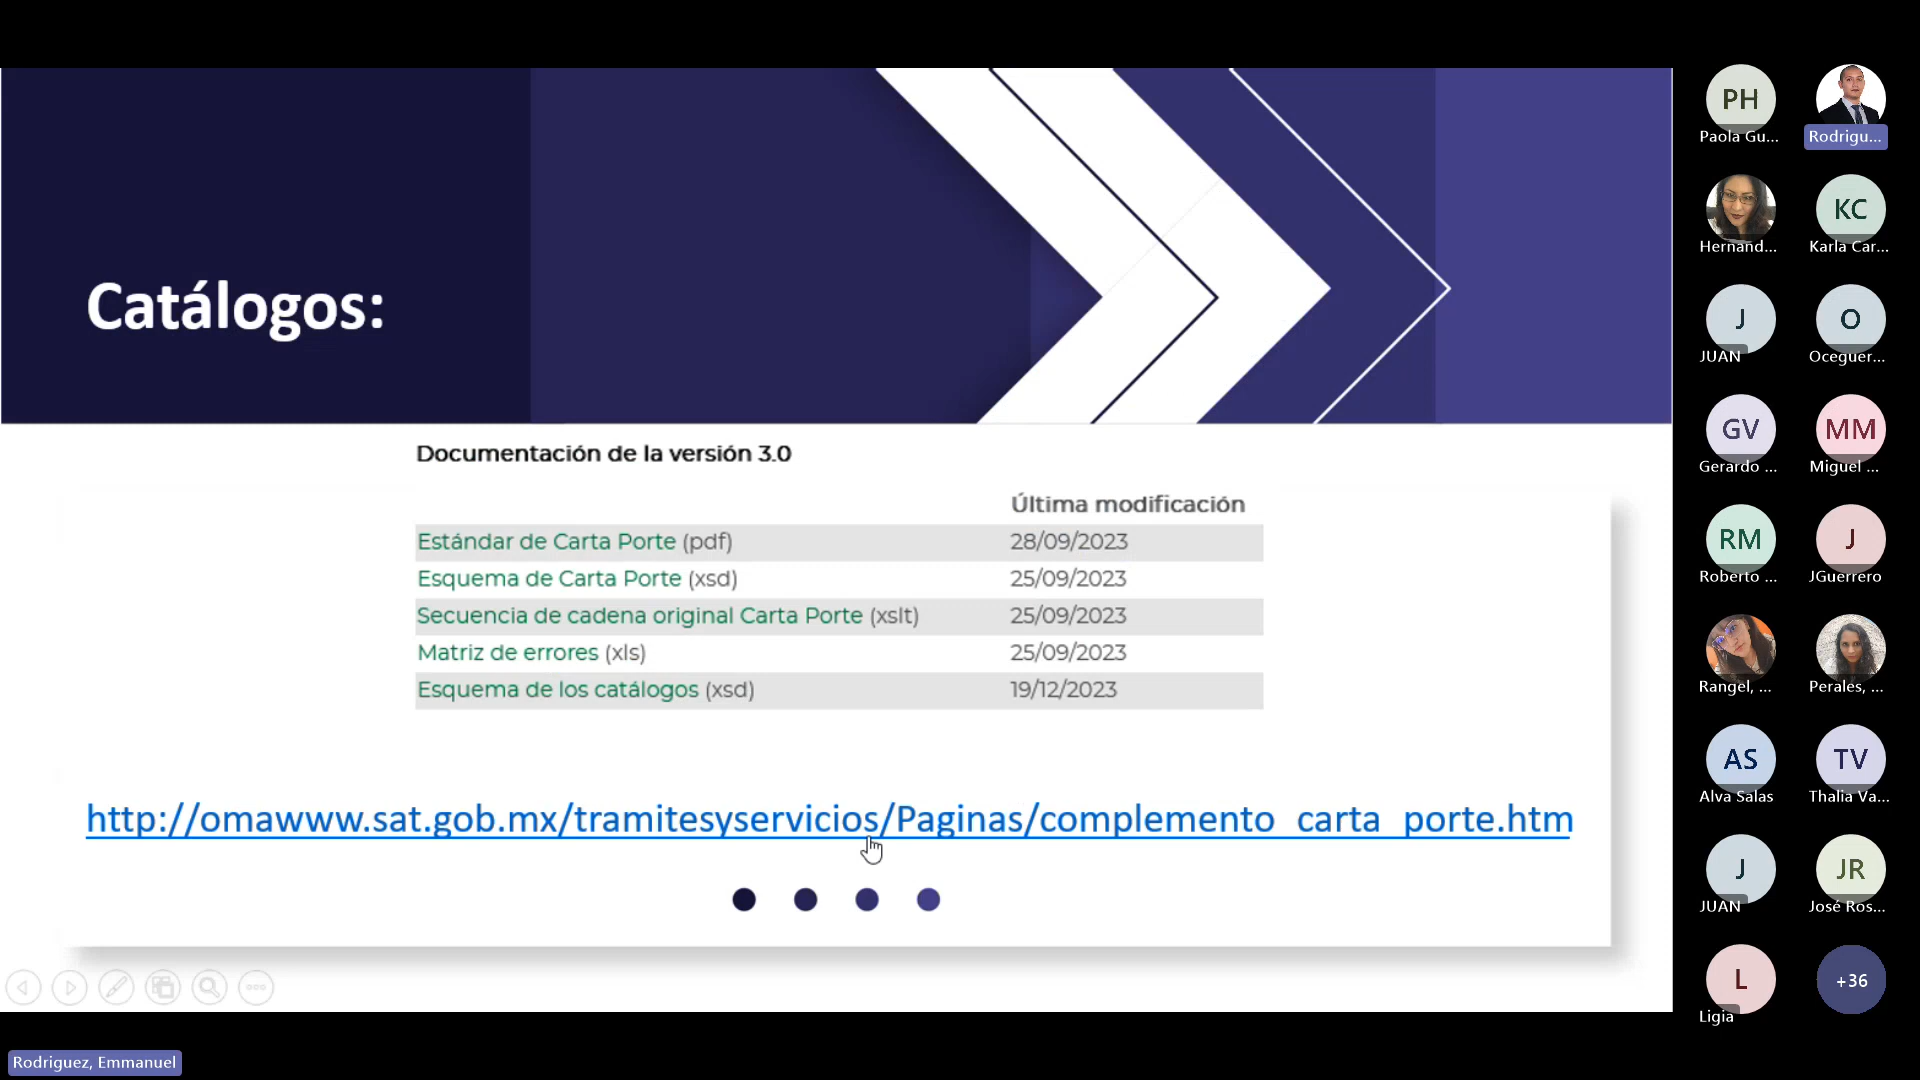 Catálogos:
Documentación de la versión 3.0
Última modificación
Estándar de Carta Porte (pdf) 28/09/2023
Esquema de Carta Porte (xsd) 25/09/2023
Secuencia de cadena original Carta Porte (xslt) 25/09/2023
Matriz de errores (xls) 25/09/2023
Esquema de los catálogos (xsd) 19/12/2023
http://omawww.sat.gob.mx/tramitesyservicios/Paginas/complemento_carta_porte.htm
PH
Paola Gu...
Rodrigu...
Hernand...
KC
Karla Car...
J
JUAN
O
Oceguer...
GV
Gerardo ...
MM
Miguel ...
RM
Roberto ...
J
JGuerrero
Rangel, ...
Perales, ...
AS
Alva Salas
TV
Thalia Va...
J
JUAN
JR
José Ros...
L
Ligia
+36
Rodriguez, Emmanuel